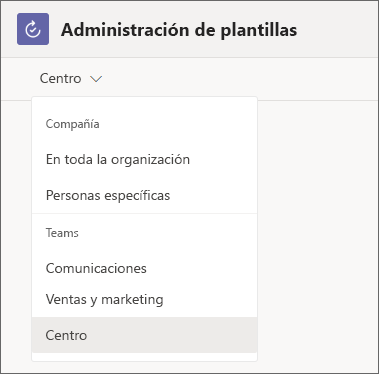 Administración de plantillas
Centro
Compañía
En toda la organización
Personas específicas
Teams
Comunicaciones
Ventas y marketing
Centro